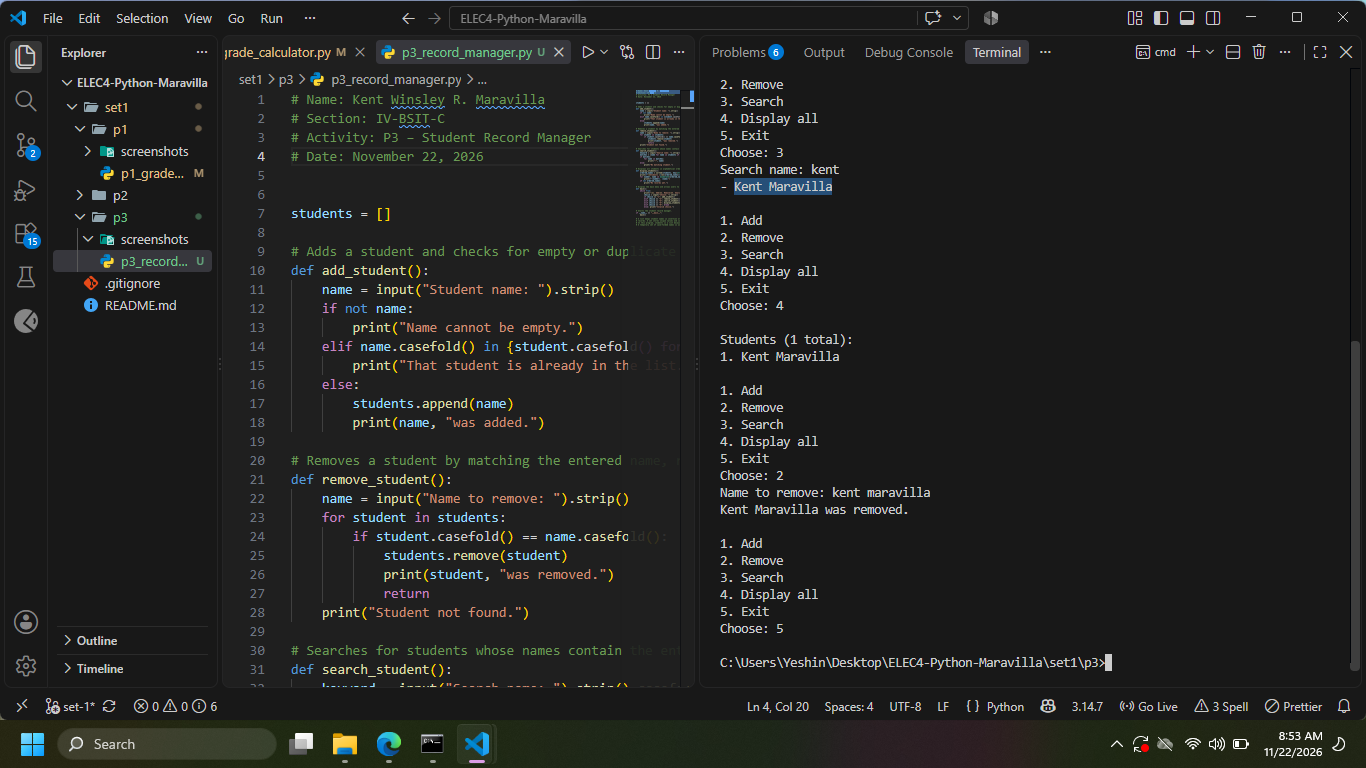 File Edit Selection View Go Run ···
ELEC4-Python-Maravilla
Explorer ···
ELEC4-Python-Maravilla
set1
p1
screenshots
p1_grade... M
p2
p3
screenshots
p3_record... U
.gitignore
README.md
Outline
Timeline
2
15
grade_calculator.py M
p3_record_manager.py U
set1 > p3 > p3_record_manager.py > ...
1 # Name: Kent Winsley R. Maravilla
2 # Section: IV-BSIT-C
3 # Activity: P3 – Student Record Manager
4 # Date: November 22, 2026
5
6
7 students = []
8
9 # Adds a student and checks for empty or duplicate
10 def add_student():
11 name = input("Student name: ").strip()
12 if not name:
13 print("Name cannot be empty.")
14 elif name.casefold() in {student.casefold() for
15 print("That student is already in the list.
16 else:
17 students.append(name)
18 print(name, "was added.")
19
20 # Removes a student by matching the entered name,
21 def remove_student():
22 name = input("Name to remove: ").strip()
23 for student in students:
24 if student.casefold() == name.casefold():
25 students.remove(student)
26 print(student, "was removed.")
27 return
28 print("Student not found.")
29
30 # Searches for students whose names contain the
31 def search_student():
Problems 6 Output Debug Console Terminal ··· cmd
2. Remove
3. Search
4. Display all
5. Exit
Choose: 3
Search name: kent
- Kent Maravilla
1. Add
2. Remove
3. Search
4. Display all
5. Exit
Choose: 4
Students (1 total):
1. Kent Maravilla
1. Add
2. Remove
3. Search
4. Display all
5. Exit
Choose: 2
Name to remove: kent maravilla
Kent Maravilla was removed.
1. Add
2. Remove
3. Search
4. Display all
5. Exit
Choose: 5
C:\Users\Yeshin\Desktop\ELEC4-Python-Maravilla\set1\p3>
set-1* 0 0 6 Ln 4, Col 20 Spaces: 4 UTF-8 LF Python 3.14.7 Go Live 3 Spell Prettier
Search
8:53 AM
11/22/2026